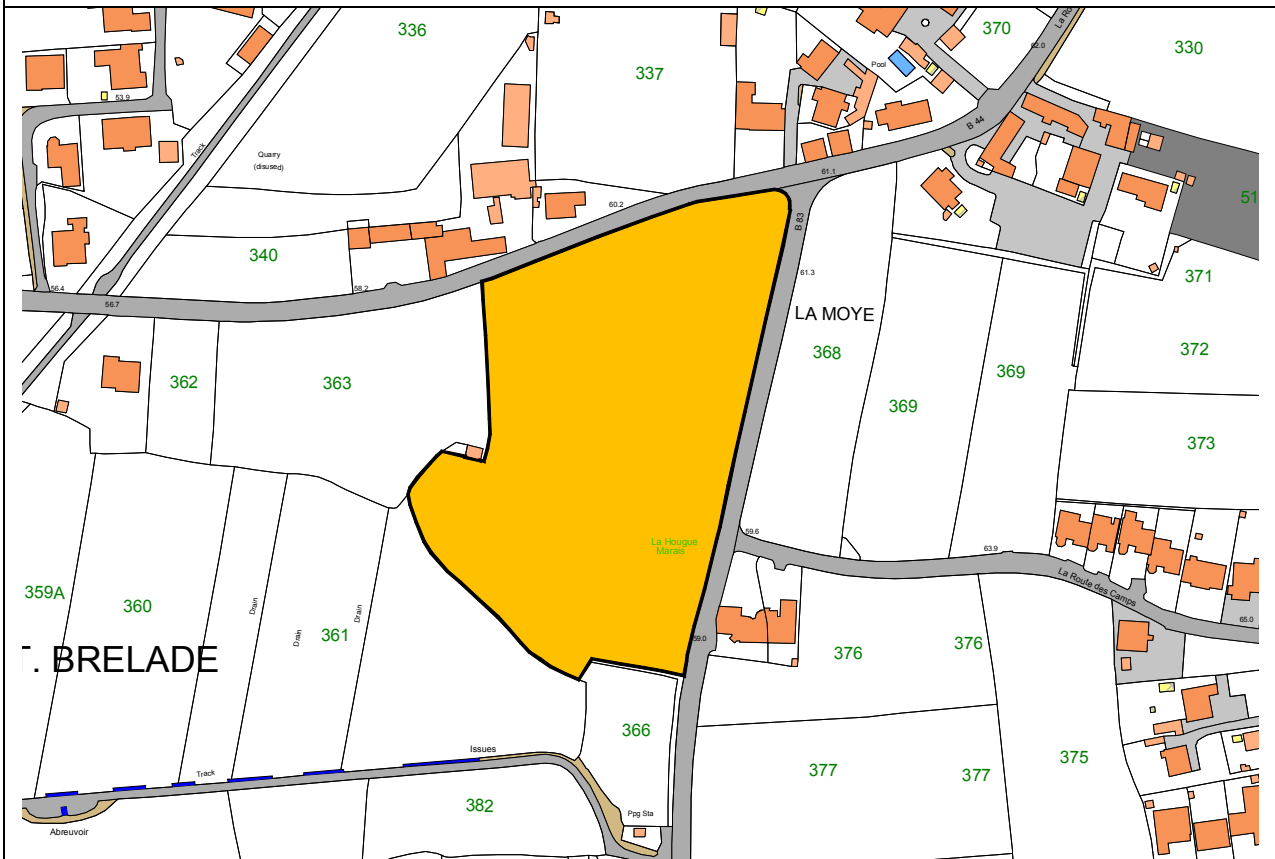 336
370
La Ro
62.0
330
337
Pool
53.9
B 44
Track
Quarry
(disused)
61.1
51
60.2
B 83
340
61.3
371
56.4
58.2
56.7
LA MOYE
368
372
362
363
369
369
373
59.6
La Hougue
Marais
63.9
La Route des Camps
359A
360
Drain
Drain
Drain
361
65.0
59.0
376
376
T. BRELADE
366
Issues
375
377
377
Track
382
Ppg Sta
Abreuvoir